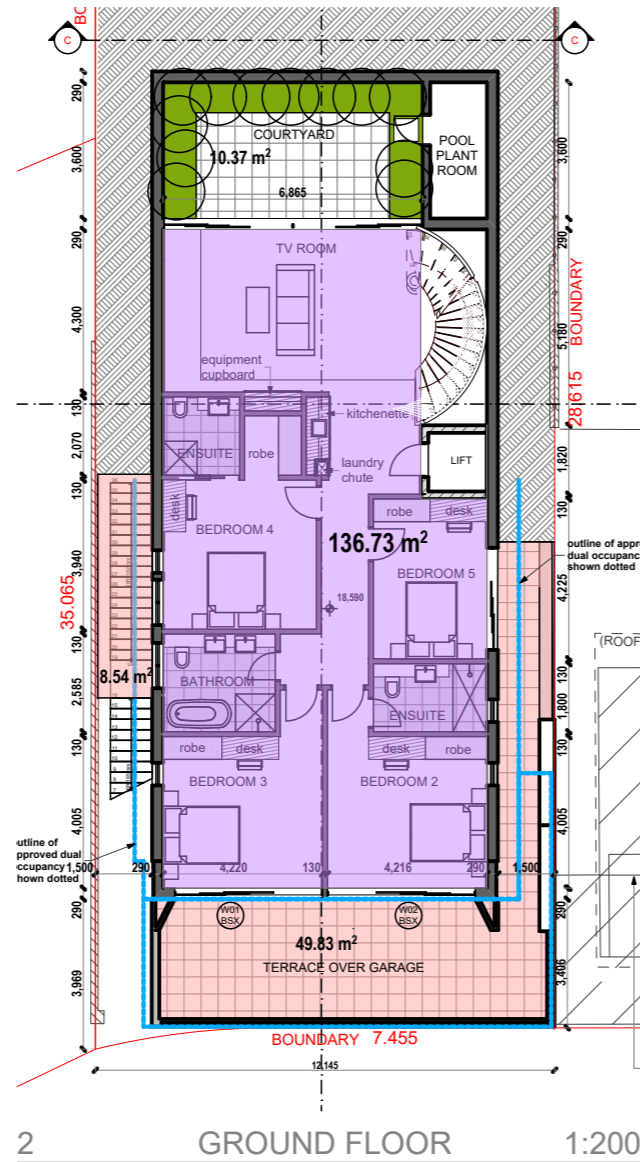 BO
C
C
290
3,600
COURTYARD
10.37 m²
6,865
POOL
PLANT
ROOM
3,600
290
290
TV ROOM
4,300
5,180
BOUNDARY
28.615
equipment
cupboard
kitchenette
130
2,070
ENSUITE
robe
laundry
chute
LIFT
1,820
130
desk
BEDROOM 4
136.73 m²
robe
desk
BEDROOM 5
130
outline of appro
dual occupanc
shown dotted
3,940
4,225
35.065
18,590
(ROOF
130
8.54 m²
2,585
BATHROOM
130
1,800
ENSUITE
130
robe
desk
desk
robe
130
BEDROOM 3
BEDROOM 2
4,005
4,005
outline of
pproved dual
occupancy
hown dotted
1,500
290
4,220
130
4,216
290
1,500
290
W01
BSX
W02
BSX
290
49.83 m²
TERRACE OVER GARAGE
3,969
3,406
BOUNDARY 7.455
12,145
2
GROUND FLOOR
1:200